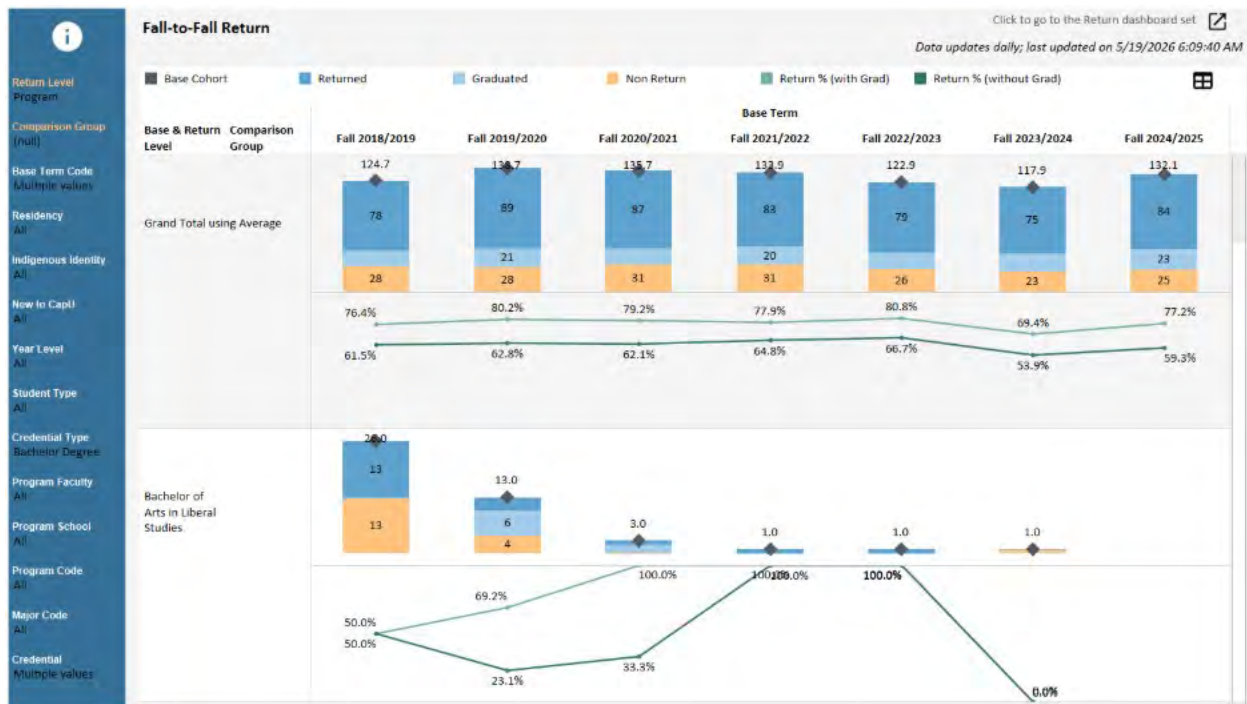 Fall-to-Fall Return
Click to go to the Return dashboard set
Data updates daily; last updated on 5/19/2026 6:09:40 AM
i
Return Level
Program
Comparison Group
(null)
Base Term Code
Multiple values
Residency
All
Indigenous Identity
All
New to CapU
All
Year Level
All
Student Type
All
Credential Type
Bachelor Degree
Program Faculty
All
Program School
All
Program Code
All
Major Code
All
Credential
Multiple values
Base Cohort Returned Graduated Non Return Return % (with Grad) Return % (without Grad)
Base Term
Base & Return Level Comparison Group
Fall 2018/2019 Fall 2019/2020 Fall 2020/2021 Fall 2021/2022 Fall 2022/2023 Fall 2023/2024 Fall 2024/2025
124.7 135.7 122.9 117.9 132.1
Grand Total using Average
78 89 87 83 79 75 84
21 20 23
28 28 31 31 26 23 25
76.4% 80.2% 79.2% 77.9% 80.8% 69.4% 77.2%
61.5% 62.8% 62.1% 64.8% 66.7% 53.9% 59.3%
Bachelor of
Arts in Liberal
Studies
13.0 3.0 1.0 1.0 1.0
13 6
13 4
50.0% 69.2% 100.0% 100.0% 100.0%
50.0% 23.1% 33.3% 0.0%